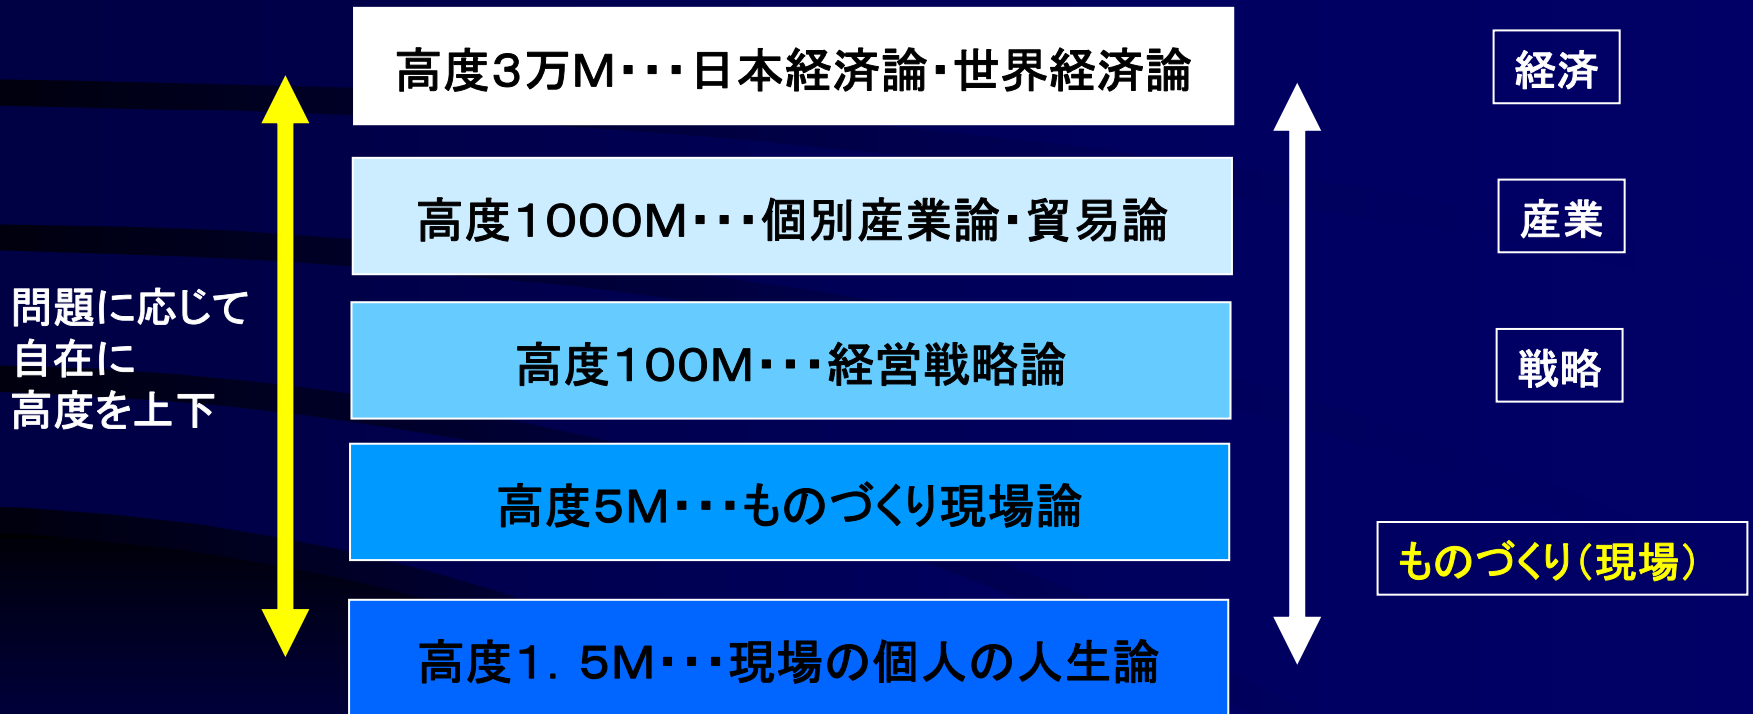 高度3万M・・・日本経済論・世界経済論
経済
高度1000M・・・個別産業論・貿易論
産業
問題に応じて
自在に
高度を上下
高度100M・・・経営戦略論
戦略
高度5M・・・ものづくり現場論
ものづくり(現場)
高度1.5M・・・現場の個人の人生論